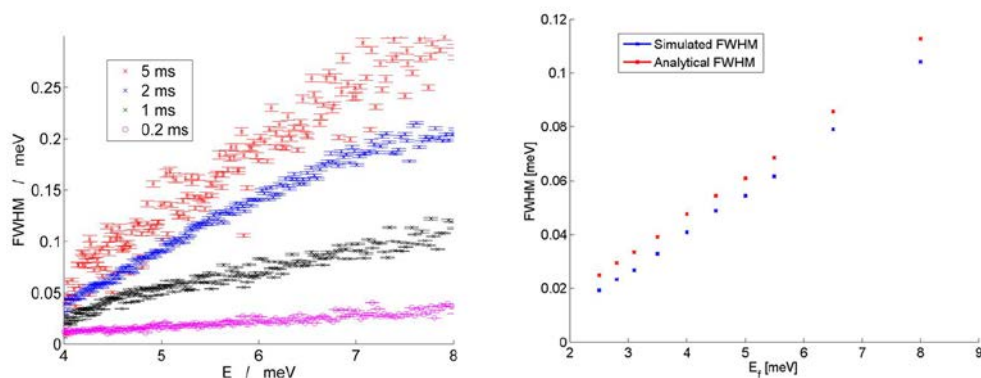 0.25
0.2
0.15
0.1
0.05
0
FWHM / meV
5 ms
2 ms
1 ms
0.2 ms
4 5 6 7 8
E / meV
0.12
0.1
0.08
0.06
0.04
0.02
0
FWHM [meV]
Simulated FWHM
Analytical FWHM
2 3 4 5 6 7 8 9
E_f [meV]